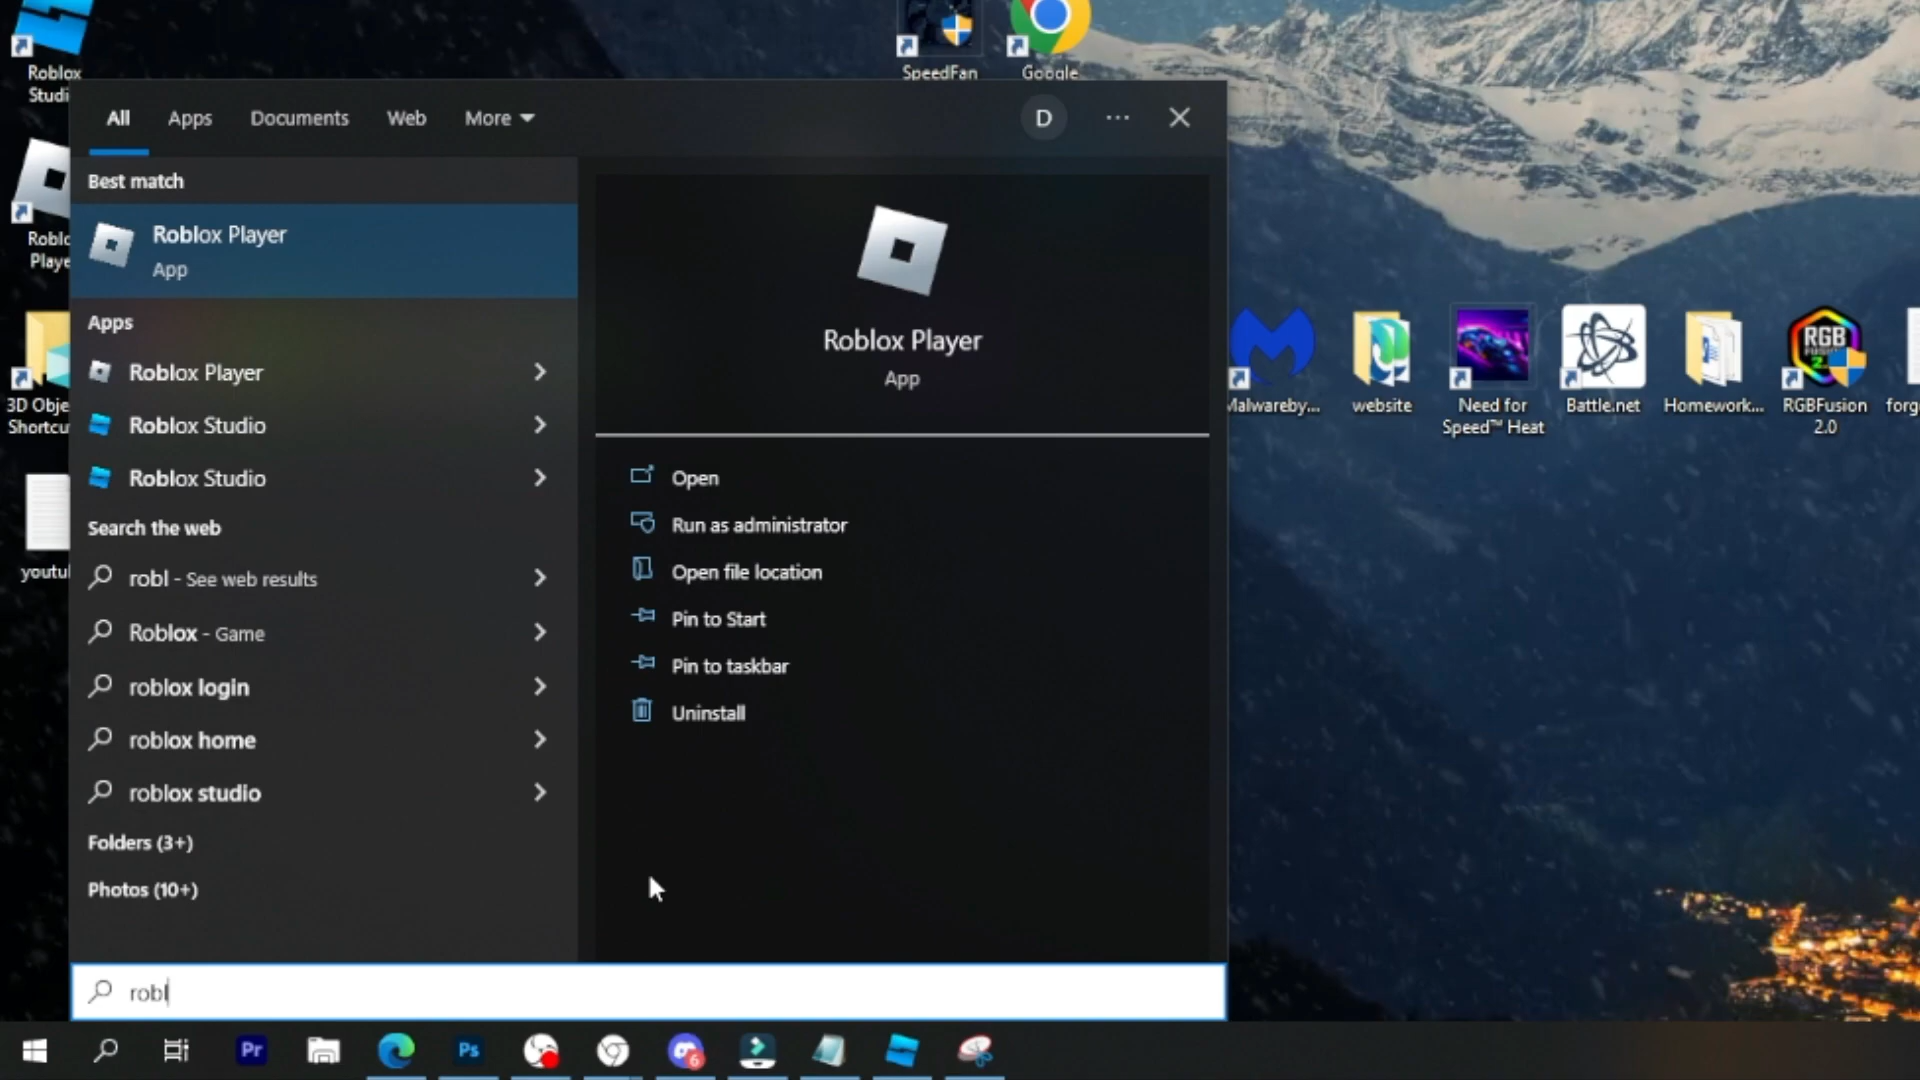 Roblox
Studi
SpeedFan
Google
All
Apps
Documents
Web
More
D
Best match
Roblox Player
App
Apps
Roblox Player
Roblox Studio
Roblox Studio
Search the web
robl - See web results
Roblox - Game
roblox login
roblox home
roblox studio
Folders (3+)
Photos (10+)
robl
Roblox Player
App
Open
Run as administrator
Open file location
Pin to Start
Pin to taskbar
Uninstall
Roblo
Playe
3D Obje
Shortcu
youtu
Malwareby...
website
Need for
Speed™ Heat
Battle.net
Homework...
RGB
RGBFusion
2.0
forg
Pr
Ps
6